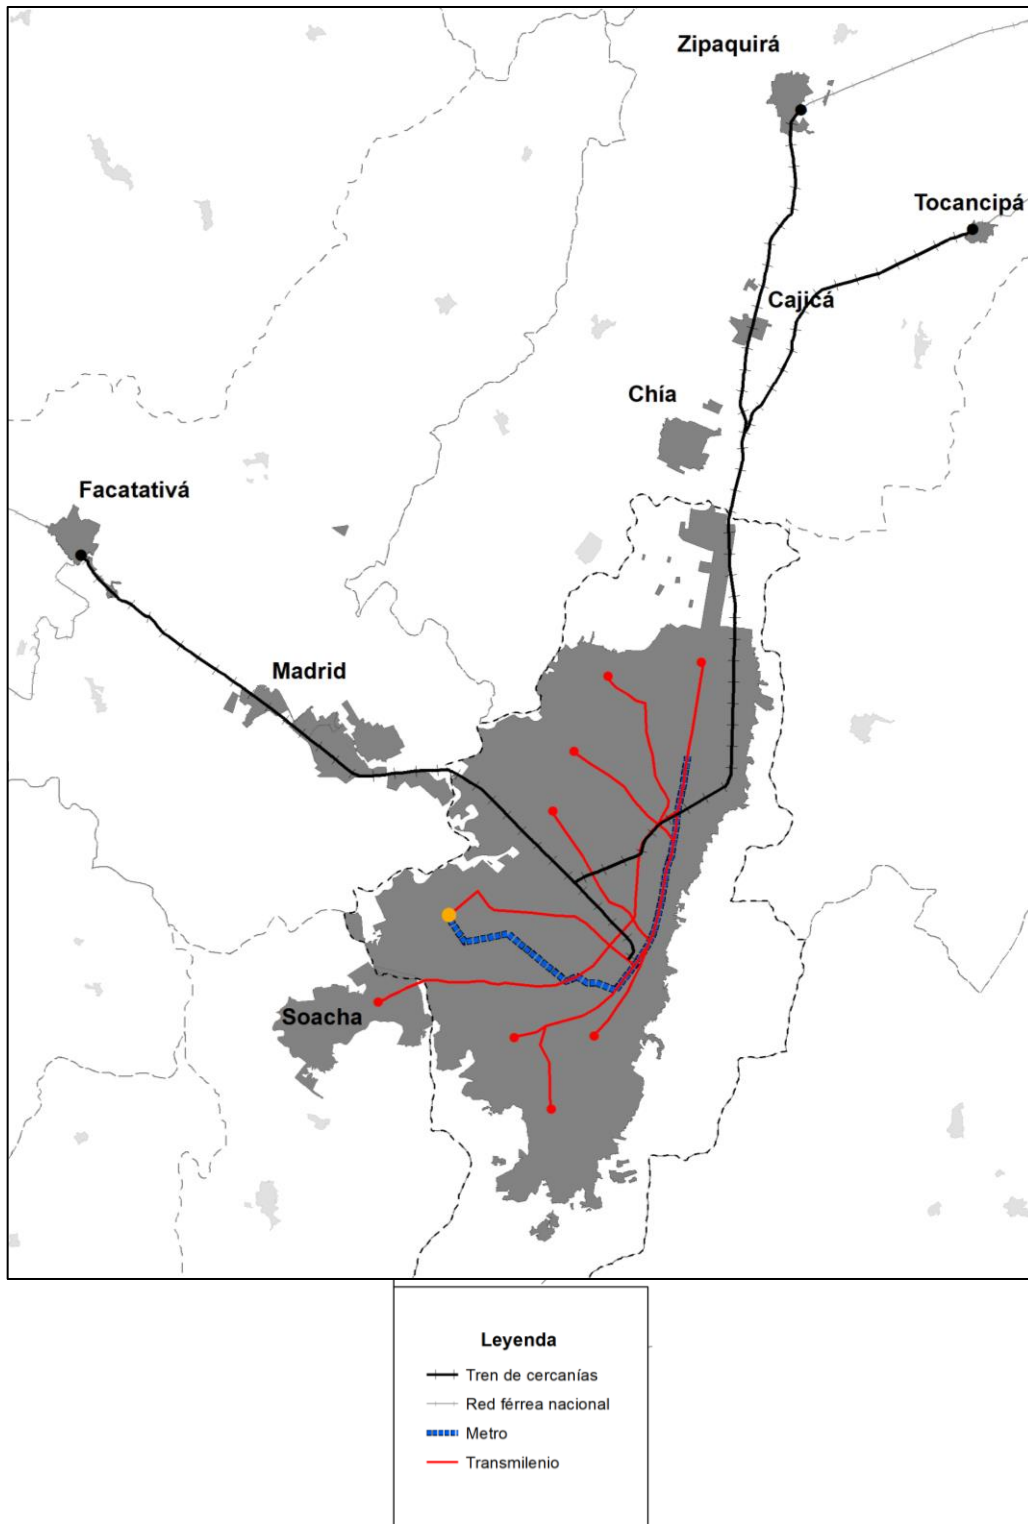 Zipaquirá
Tocancipá
Cajicá
Chía
Facatativá
Madrid
Soacha
Leyenda
Tren de cercanías
Red férrea nacional
Metro
Transmilenio